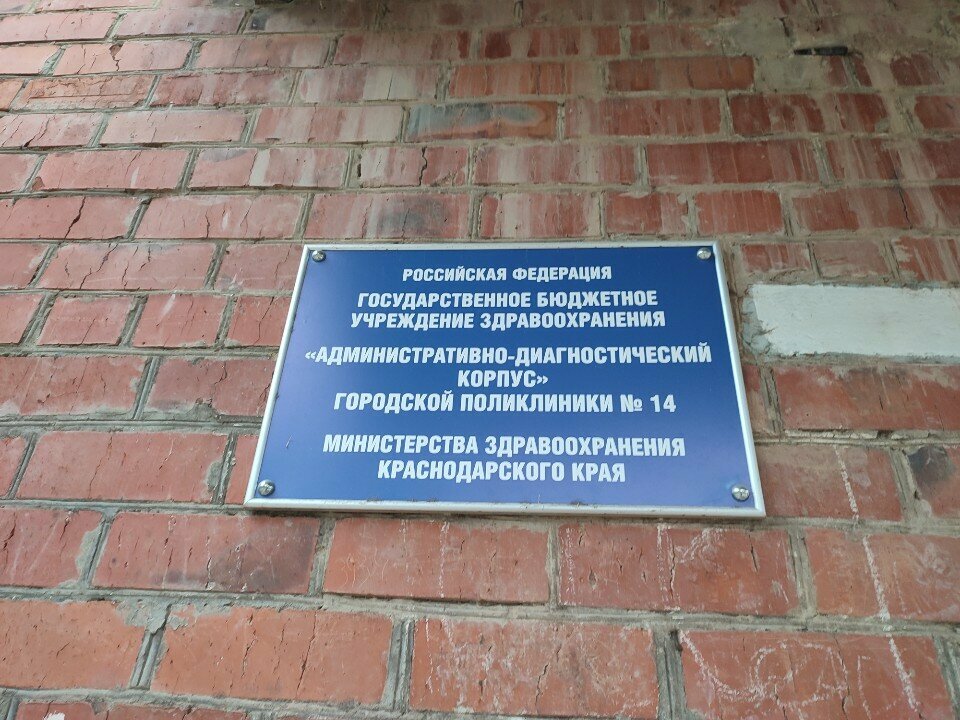 РОССИЙСКАЯ ФЕДЕРАЦИЯ
ГОСУДАРСТВЕННОЕ БЮДЖЕТНОЕ
УЧРЕЖДЕНИЕ ЗДРАВООХРАНЕНИЯ
«АДМИНИСТРАТИВНО-ДИАГНОСТИЧЕСКИЙ
КОРПУС»
ГОРОДСКОЙ ПОЛИКЛИНИКИ № 14
МИНИСТЕРСТВА ЗДРАВООХРАНЕНИЯ
КРАСНОДАРСКОГО КРАЯ